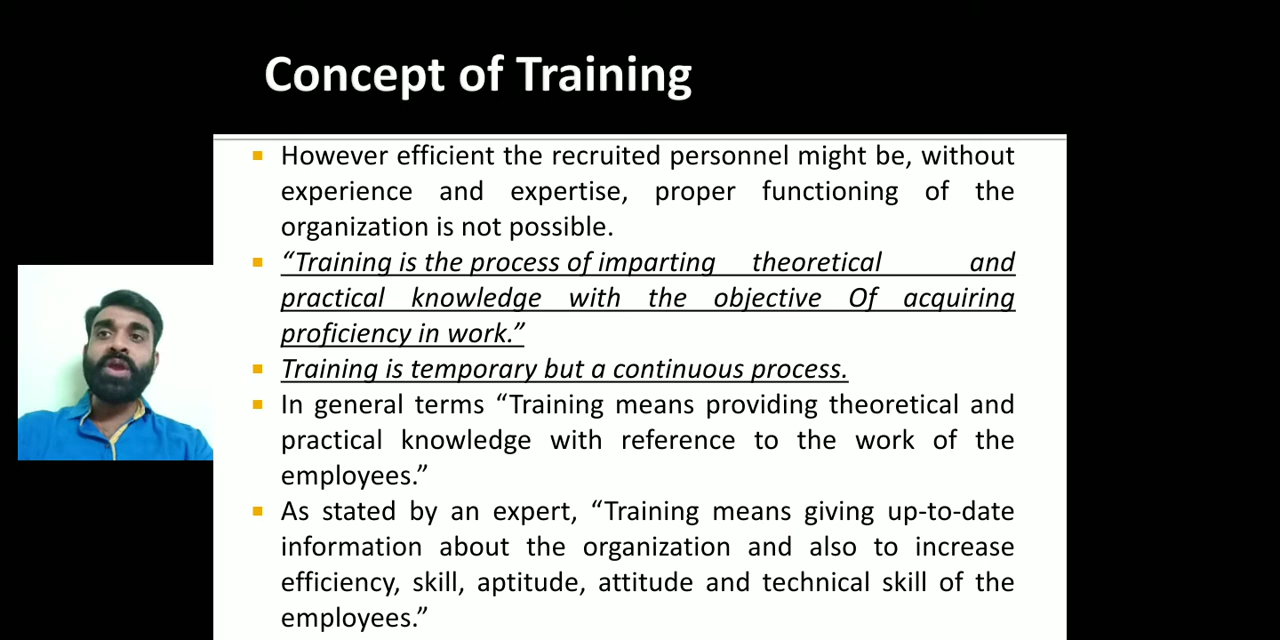 Concept of Training
However efficient the recruited personnel might be, without
experience and expertise, proper functioning of the
organization is not possible.
“Training is the process of imparting theoretical and
practical knowledge with the objective Of acquiring
proficiency in work.”
Training is temporary but a continuous process.
In general terms “Training means providing theoretical and
practical knowledge with reference to the work of the
employees.”
As stated by an expert, “Training means giving up-to-date
information about the organization and also to increase
efficiency, skill, aptitude, attitude and technical skill of the
employees.”